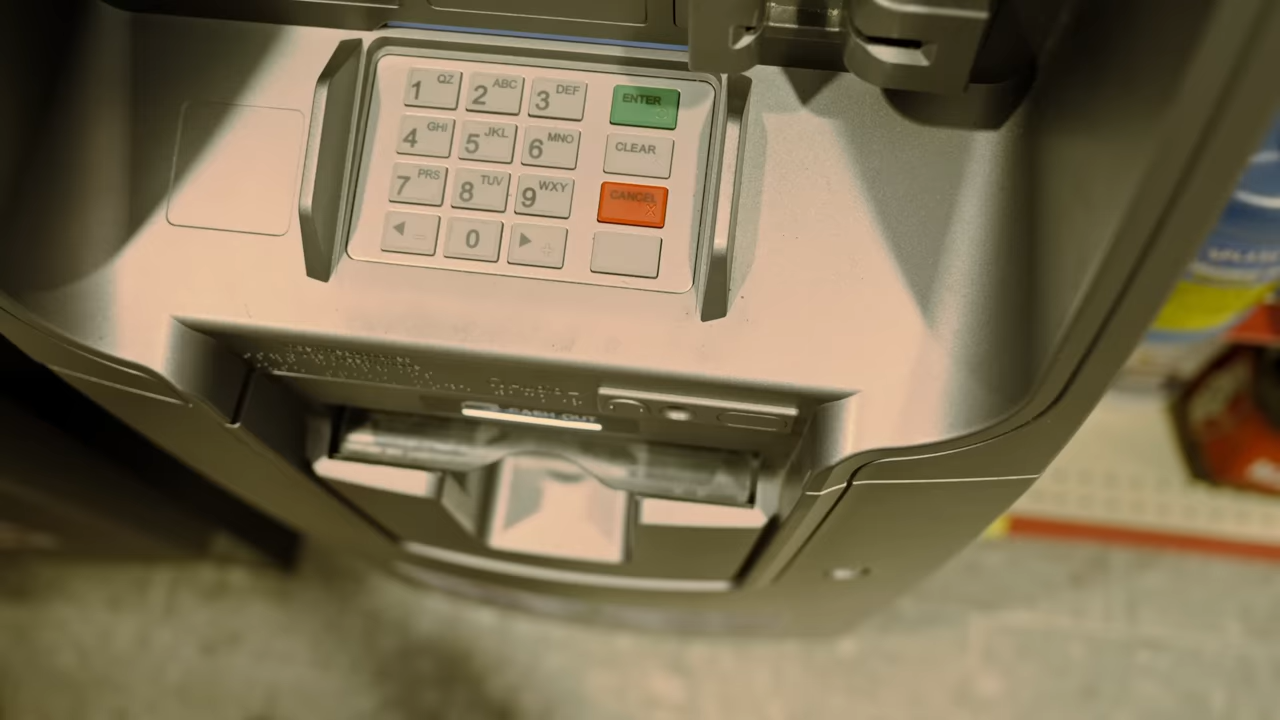 1 QZ 2 ABC 3 DEF ENTER
4 GHI 5 JKL 6 MNO CLEAR
7 PRS 8 TUV 9 WXY CANCEL X
◀ - 0 ▶ +
CASH OUT
SPLASH